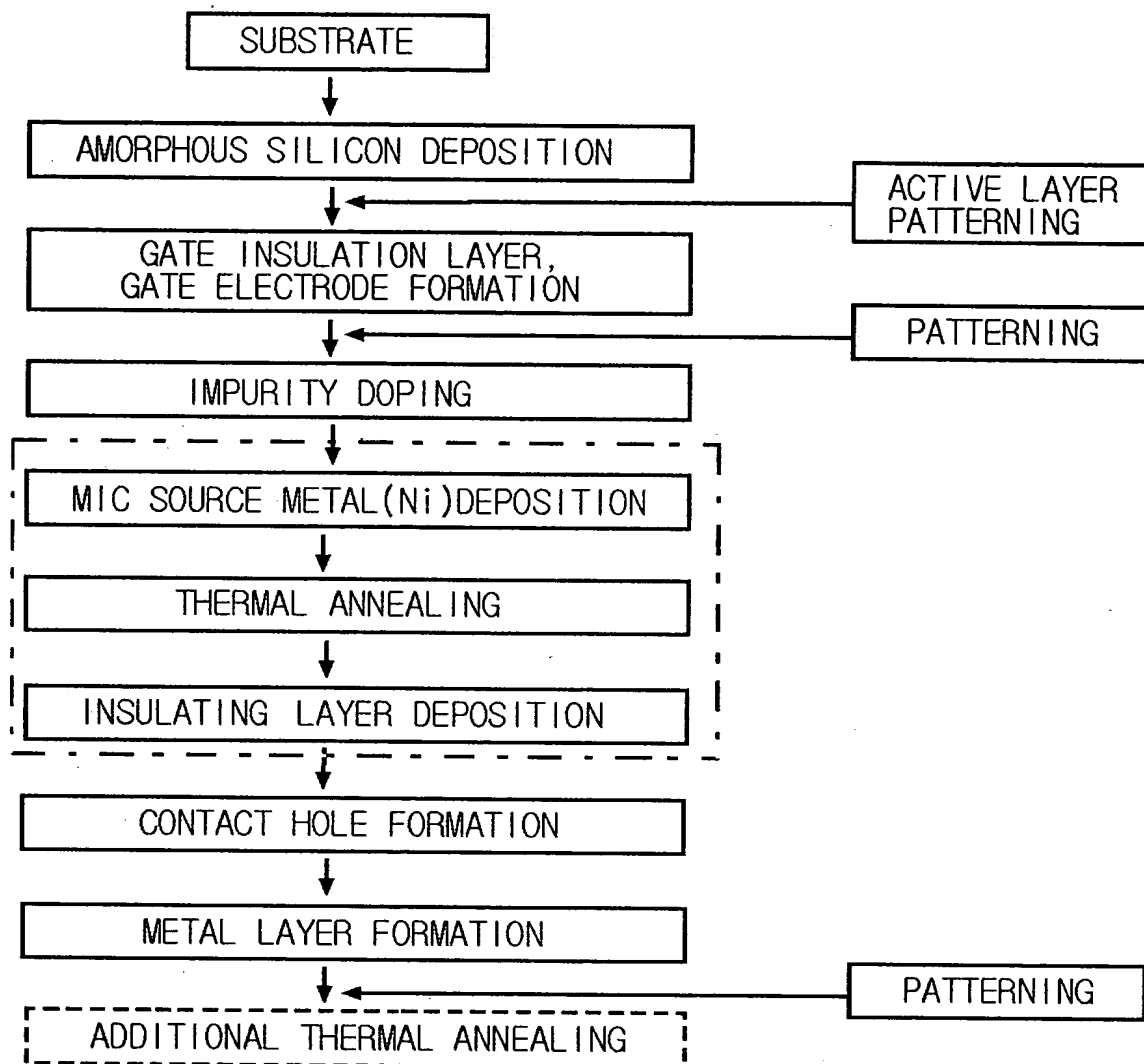 SUBSTRATE
AMORPHOUS SILICON DEPOSITION
ACTIVE LAYER
PATTERNING
GATE INSULATION LAYER,
GATE ELECTRODE FORMATION
PATTERNING
IMPURITY DOPING
MIC SOURCE METAL(Ni)DEPOSITION
THERMAL ANNEALING
INSULATING LAYER DEPOSITION
CONTACT HOLE FORMATION
METAL LAYER FORMATION
PATTERNING
ADDITIONAL THERMAL ANNEALING